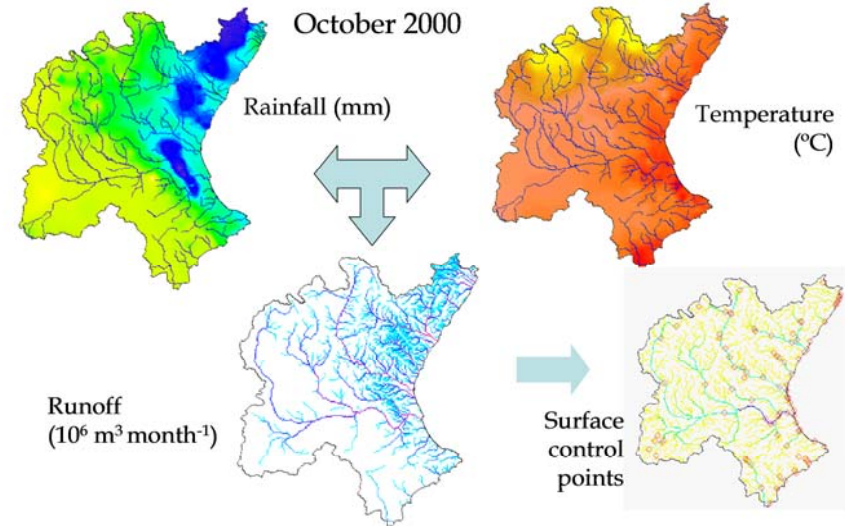 October 2000
Rainfall (mm)
Temperature
(ºC)
Runoff
(10⁶ m³ month⁻¹)
Surface
control
points